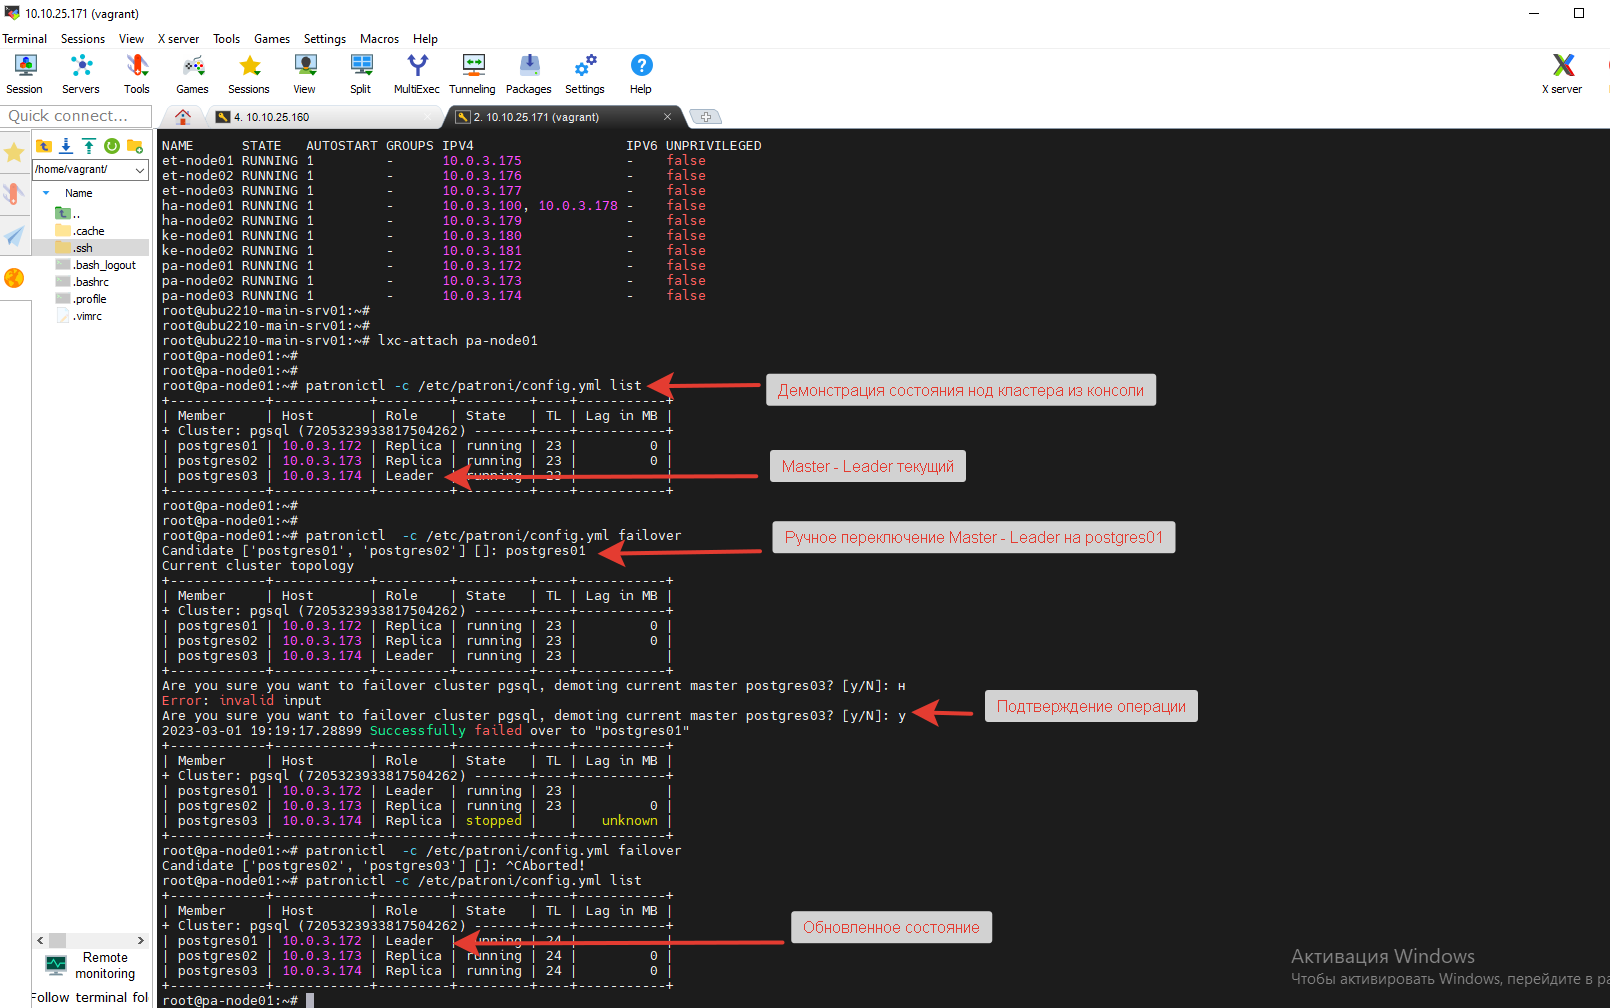 10.10.25.171 (vagrant)
Terminal Sessions View X server Tools Games Settings Macros Help
Session Servers Tools Games Sessions View Split MultiExec Tunneling Packages Settings Help X server
Quick connect...
4. 10.10.25.160
2. 10.10.25.171 (vagrant)
/home/vagrant/
Name
..
.cache
.ssh
.bash_logout
.bashrc
.profile
.vimrc
Remote
monitoring
Follow terminal fol
NAME      STATE   AUTOSTART GROUPS IPV4                   IPV6 UNPRIVILEGED
et-node01 RUNNING 1         -      10.0.3.175             -    false
et-node02 RUNNING 1         -      10.0.3.176             -    false
et-node03 RUNNING 1         -      10.0.3.177             -    false
ha-node01 RUNNING 1         -      10.0.3.100, 10.0.3.178 -    false
ha-node02 RUNNING 1         -      10.0.3.179             -    false
ke-node01 RUNNING 1         -      10.0.3.180             -    false
ke-node02 RUNNING 1         -      10.0.3.181             -    false
pa-node01 RUNNING 1         -      10.0.3.172             -    false
pa-node02 RUNNING 1         -      10.0.3.173             -    false
pa-node03 RUNNING 1         -      10.0.3.174             -    false
root@ubu2210-main-srv01:~#
root@ubu2210-main-srv01:~#
root@ubu2210-main-srv01:~# lxc-attach pa-node01
root@pa-node01:~#
root@pa-node01:~#
root@pa-node01:~# patronictl -c /etc/patroni/config.yml list
Демонстрация состояния нод кластера из консоли
+------------+------------+---------+---------+----+-----------+
| Member     | Host       | Role    | State   | TL | Lag in MB |
+ Cluster: pgsql (7205323933817504262) -------+----+-----------+
| postgres01 | 10.0.3.172 | Replica | running | 23 |         0 |
| postgres02 | 10.0.3.173 | Replica | running | 23 |         0 |
| postgres03 | 10.0.3.174 | Leader  | running | 23 |           |
Master - Leader текущий
+------------+------------+---------+---------+----+-----------+
root@pa-node01:~#
root@pa-node01:~#
root@pa-node01:~# patronictl  -c /etc/patroni/config.yml failover
Candidate ['postgres01', 'postgres02'] []: postgres01
Ручное переключение Master - Leader на postgres01
Current cluster topology
+------------+------------+---------+---------+----+-----------+
| Member     | Host       | Role    | State   | TL | Lag in MB |
+ Cluster: pgsql (7205323933817504262) -------+----+-----------+
| postgres01 | 10.0.3.172 | Replica | running | 23 |         0 |
| postgres02 | 10.0.3.173 | Replica | running | 23 |         0 |
| postgres03 | 10.0.3.174 | Leader  | running | 23 |           |
+------------+------------+---------+---------+----+-----------+
Are you sure you want to failover cluster pgsql, demoting current master postgres03? [y/N]: н
Error: invalid input
Are you sure you want to failover cluster pgsql, demoting current master postgres03? [y/N]: y
Подтверждение операции
2023-03-01 19:19:17.28899 Successfully failed over to "postgres01"
+------------+------------+---------+---------+----+-----------+
| Member     | Host       | Role    | State   | TL | Lag in MB |
+ Cluster: pgsql (7205323933817504262) -------+----+-----------+
| postgres01 | 10.0.3.172 | Leader  | running | 23 |           |
| postgres02 | 10.0.3.173 | Replica | running | 23 |         0 |
| postgres03 | 10.0.3.174 | Replica | stopped |    |   unknown |
+------------+------------+---------+---------+----+-----------+
root@pa-node01:~# patronictl  -c /etc/patroni/config.yml failover
Candidate ['postgres02', 'postgres03'] []: ^CAborted!
root@pa-node01:~# patronictl -c /etc/patroni/config.yml list
+------------+------------+---------+---------+----+-----------+
| Member     | Host       | Role    | State   | TL | Lag in MB |
+ Cluster: pgsql (7205323933817504262) -------+----+-----------+
| postgres01 | 10.0.3.172 | Leader  | running | 24 |           |
Обновленное состояние
| postgres02 | 10.0.3.173 | Replica | running | 24 |         0 |
| postgres03 | 10.0.3.174 | Replica | running | 24 |         0 |
+------------+------------+---------+---------+----+-----------+
root@pa-node01:~#
Активация Windows
Чтобы активировать Windows, перейдите в